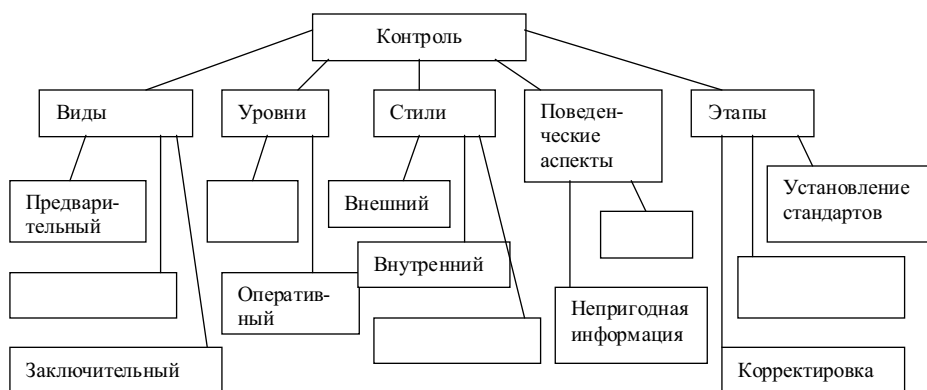 Контроль
Виды
Уровни
Стили
Поведен-
ческие
аспекты
Этапы
Предвари-
тельный
Внешний
Установление
стандартов
Внутренний
Оперативный-
ный
Непригодная
информация
Заключительный
Корректировка